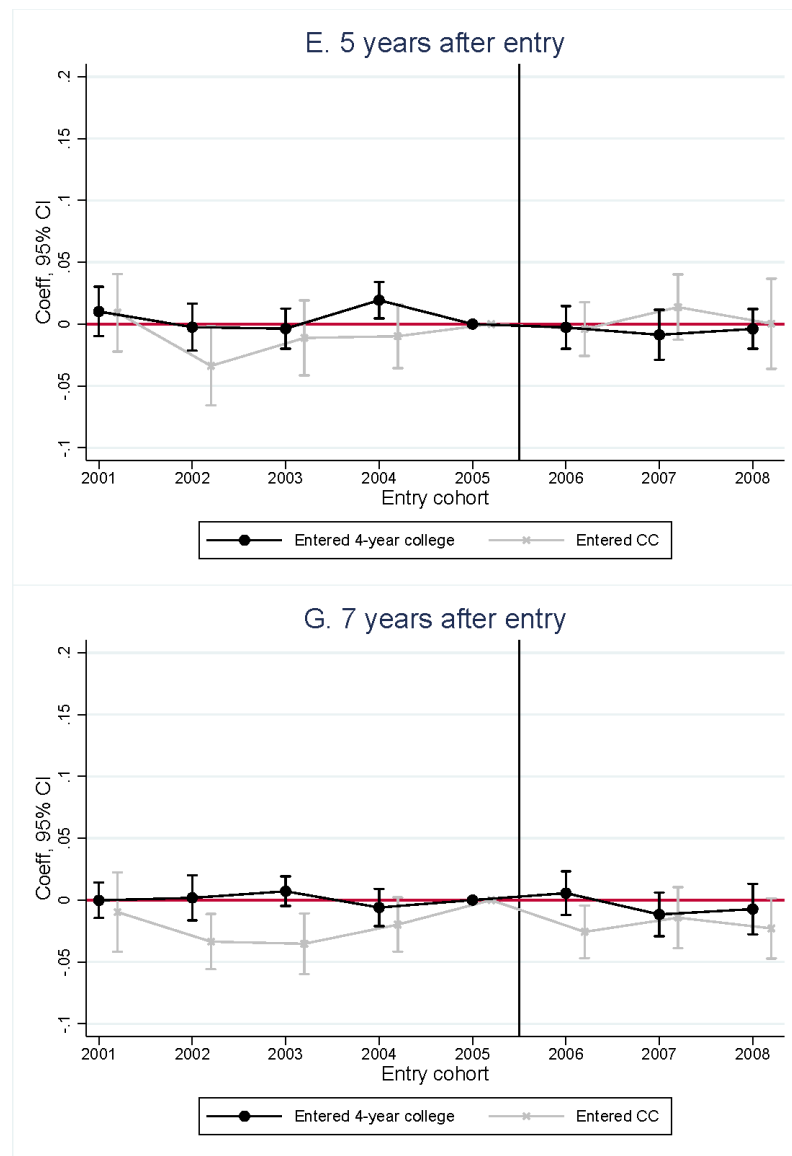 E. 5 years after entry
Coeff, 95% CI
.2
.15
.1
.05
0
-.05
-.1
2001 2002 2003 2004 2005 2006 2007 2008
Entry cohort
Entered 4-year college Entered CC
G. 7 years after entry
Coeff, 95% CI
.2
.15
.1
.05
0
-.05
-.1
2001 2002 2003 2004 2005 2006 2007 2008
Entry cohort
Entered 4-year college Entered CC